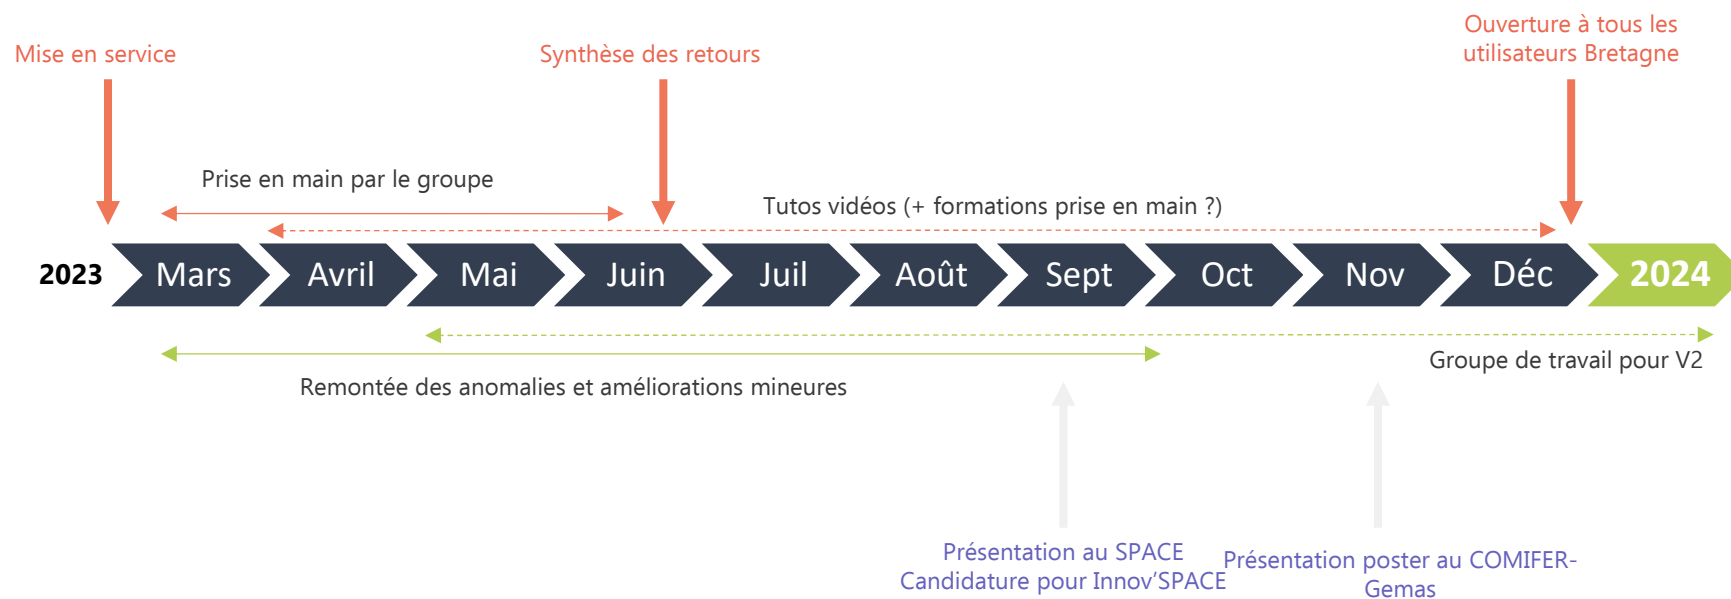 Mise en service
Synthèse des retours
Ouverture à tous les
utilisateurs Bretagne
Prise en main par le groupe
Tutos vidéos (+ formations prise en main ?)
2023
Mars
Avril
Mai
Juin
Juil
Août
Sept
Oct
Nov
Déc
2024
Groupe de travail pour V2
Remontée des anomalies et améliorations mineures
Présentation au SPACE
Candidature pour Innov’SPACE
Présentation poster au COMIFER-
Gemas